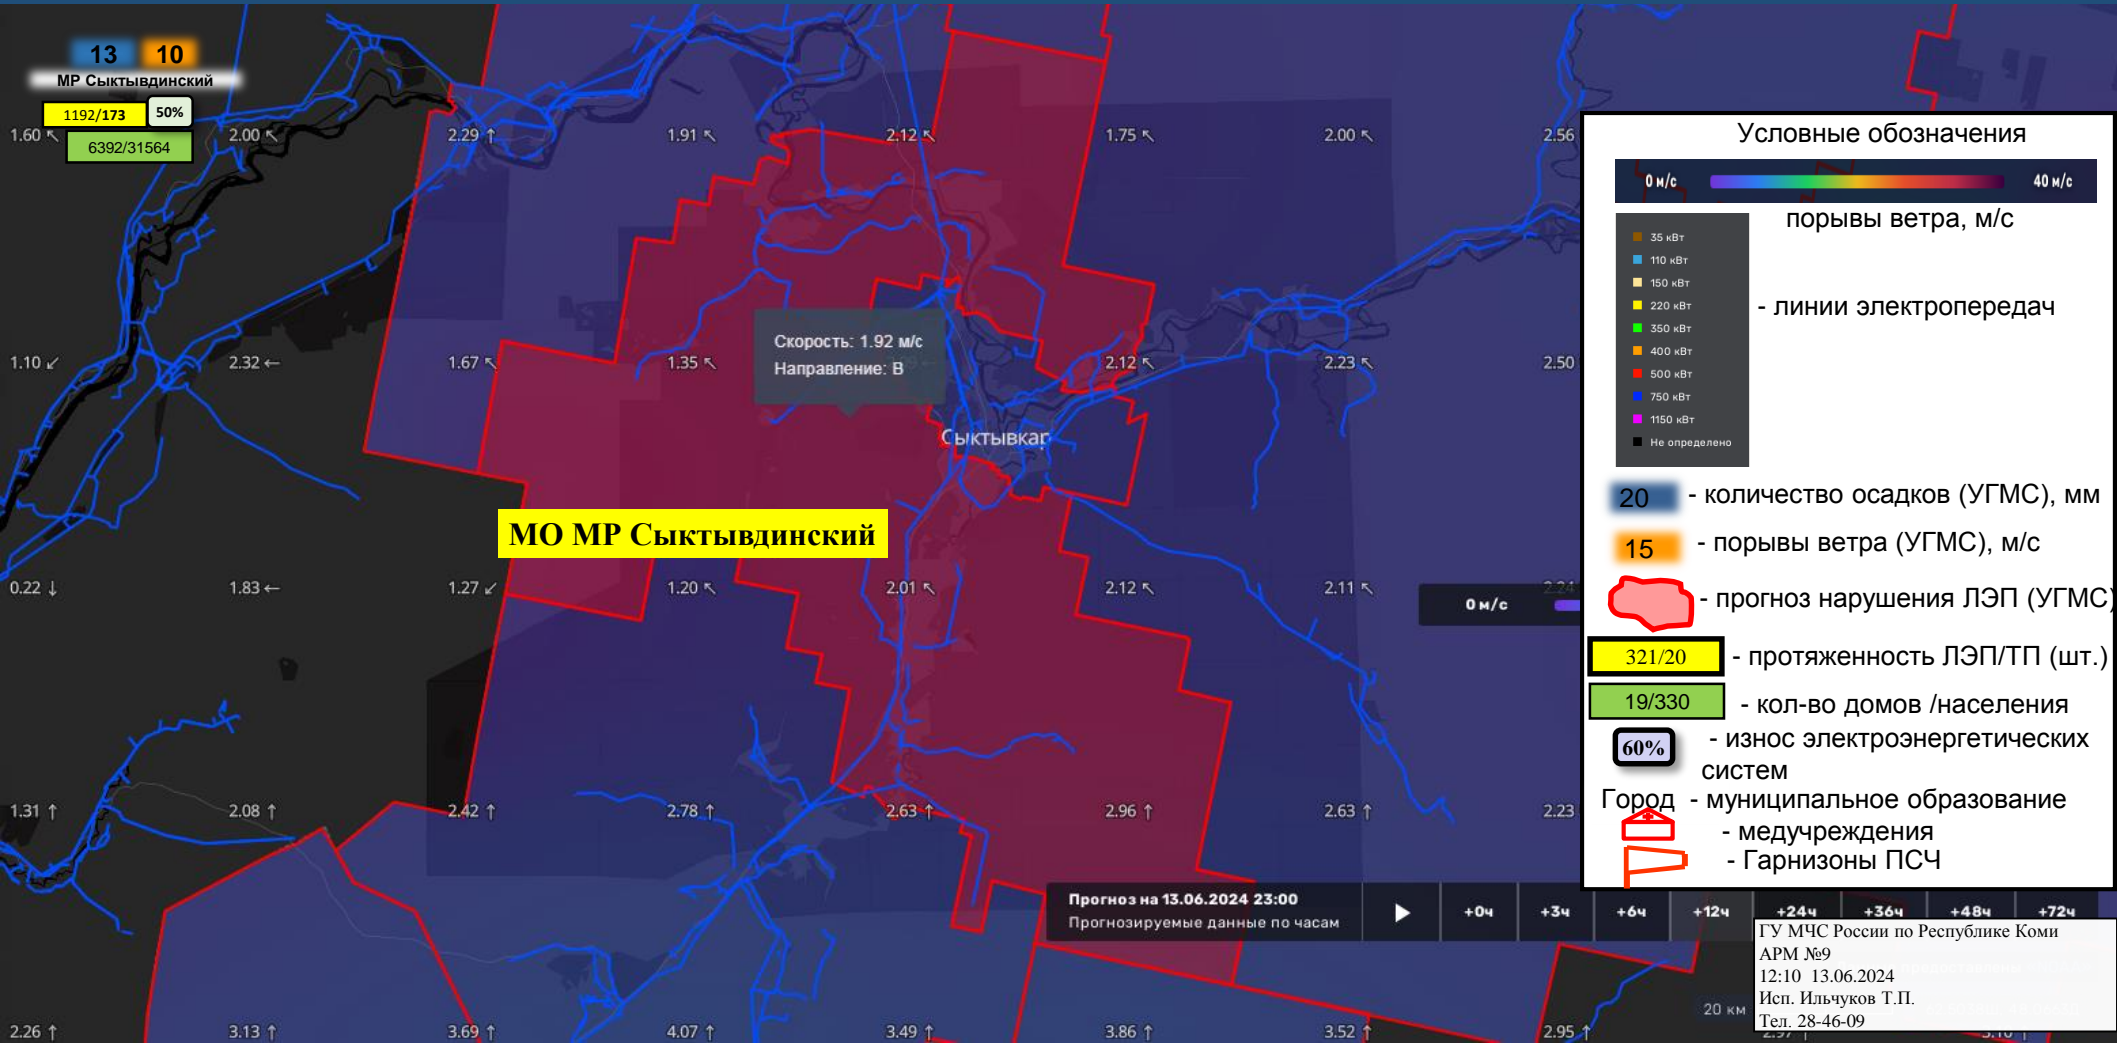 13 10
МР Сыктывдинский
1192/173 50%
6392/31564
1.60 ↖ 2.00 ↖ 2.29 ↑ 1.91 ↖ 2.12 ↖ 1.75 ↖ 2.00 ↖ 2.56
Скорость: 1.92 м/с
Направление: В
1.10 ↙ 2.32 ← 1.67 ↖ 1.35 ↖ 2.12 ↖ 2.23 ↖ 2.50
Сыктывкар
МО МР Сыктывдинский
0.22 ↓ 1.83 ← 1.27 ↙ 1.20 ↖ 2.01 ↖ 2.12 ↖ 2.11 ↖ 2.24
0 м/с
1.31 ↑ 2.08 ↑ 2.42 ↑ 2.78 ↑ 2.63 ↑ 2.96 ↑ 2.63 ↑ 2.23
2.26 ↑ 3.13 ↑ 3.69 ↑ 4.07 ↑ 3.49 ↑ 3.86 ↑ 3.52 ↑ 2.95 ↑
Условные обозначения
0 м/с 40 м/с
порывы ветра, м/с
35 кВт
110 кВт
150 кВт
220 кВт
350 кВт
400 кВт
500 кВт
750 кВт
1150 кВт
Не определено
- линии электропередач
20 - количество осадков (УГМС), мм
15 - порывы ветра (УГМС), м/с
- прогноз нарушения ЛЭП (УГМС)
321/20 - протяженность ЛЭП/ТП (шт.)
19/330 - кол-во домов /населения
60% - износ электроэнергетических
систем
Город - муниципальное образование
- медучреждения
- Гарнизоны ПСЧ
Прогноз на 13.06.2024 23:00
Прогнозируемые данные по часам
+0ч +3ч +6ч +12ч +24ч +36ч +48ч +72ч
20 км
ГУ МЧС России по Республике Коми
АРМ №9
12:10 13.06.2024
Исп. Ильчуков Т.П.
Тел. 28-46-09